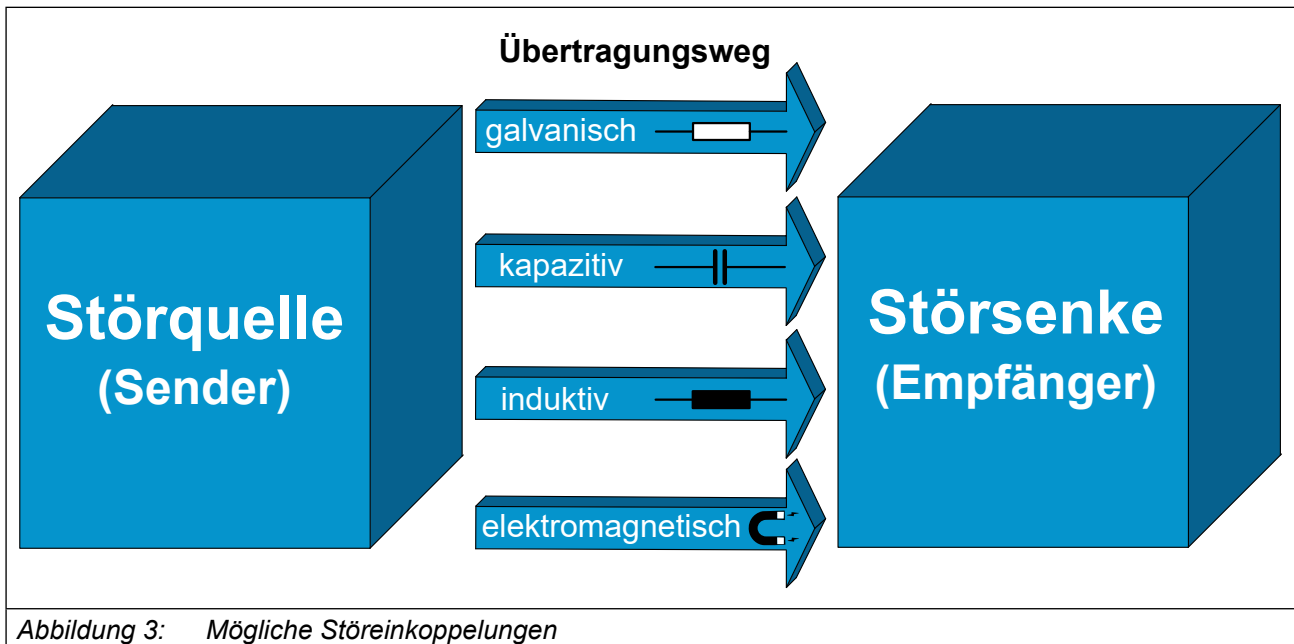 Übertragungsweg
galvanisch
kapazitiv
induktiv
elektromagnetisch
Störquelle
(Sender)
Störsenke
(Empfänger)
Abbildung 3: Mögliche Störeinkoppelungen